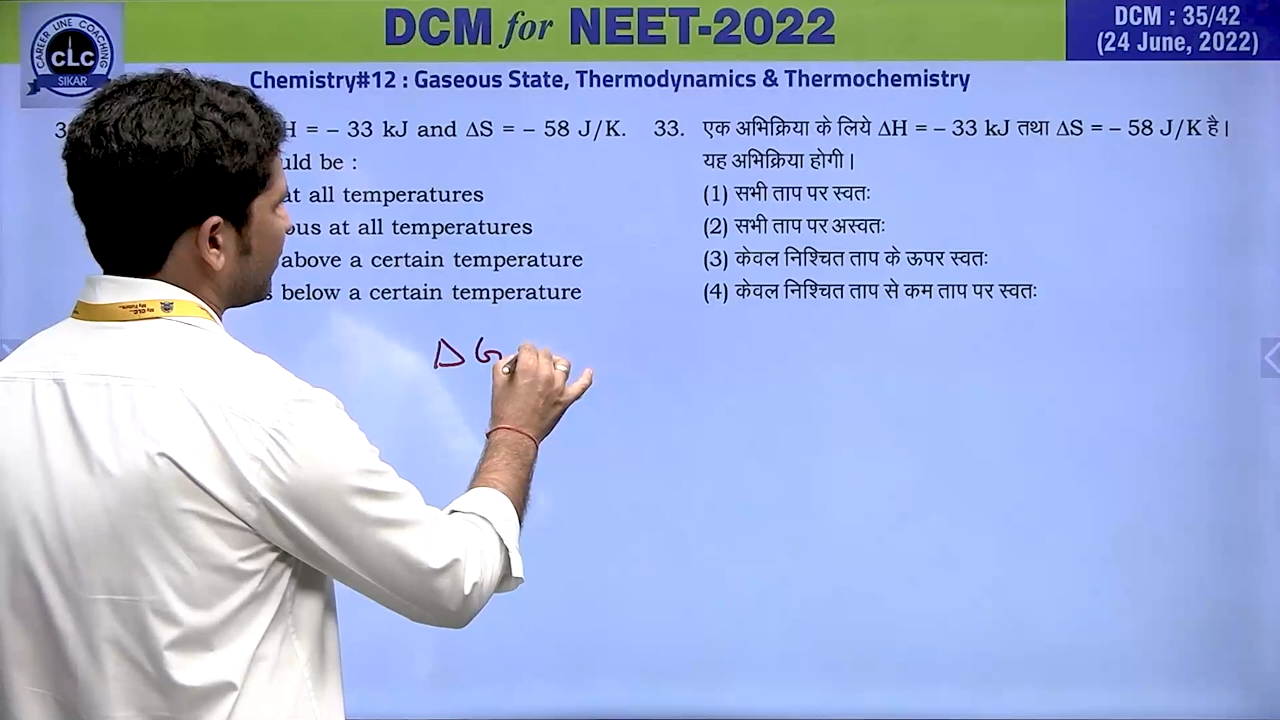 DCM for NEET-2022
DCM : 35/42
(24 June, 2022)
CAREER LINE COACHING
CLC
SIKAR
Chemistry#12 : Gaseous State, Thermodynamics & Thermochemistry
H = – 33 kJ and ΔS = – 58 J/K.
be :
at all temperatures
at all temperatures
above a certain temperature
below a certain temperature
33. एक अभिक्रिया के लिये ΔH = – 33 kJ तथा ΔS = – 58 J/K है।
यह अभिक्रिया होगी।
(1) सभी ताप पर स्वतः
(2) सभी ताप पर अस्वतः
(3) केवल निश्चित ताप के ऊपर स्वतः
(4) केवल निश्चित ताप से कम ताप पर स्वतः
ΔG